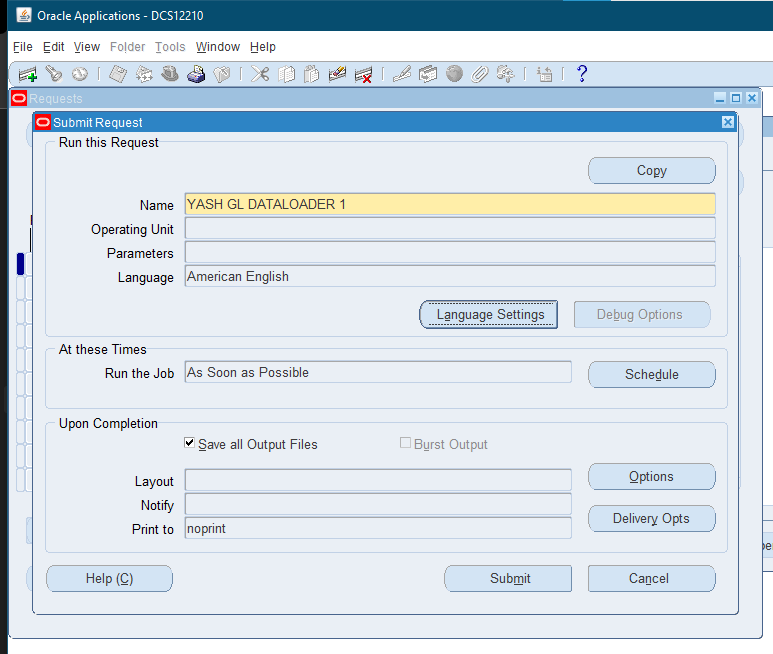 Oracle Applications - DCS12210
File Edit View Folder Tools Window Help
?
Requests
Submit Request
Run this Request
Copy
Name YASH GL DATALOADER 1
Operating Unit
Parameters
Language American English
Language Settings Debug Options
At these Times
Run the Job As Soon as Possible Schedule
Upon Completion
Save all Output Files Burst Output
Layout Options
Notify
Print to noprint Delivery Opts
Help (C) Submit Cancel